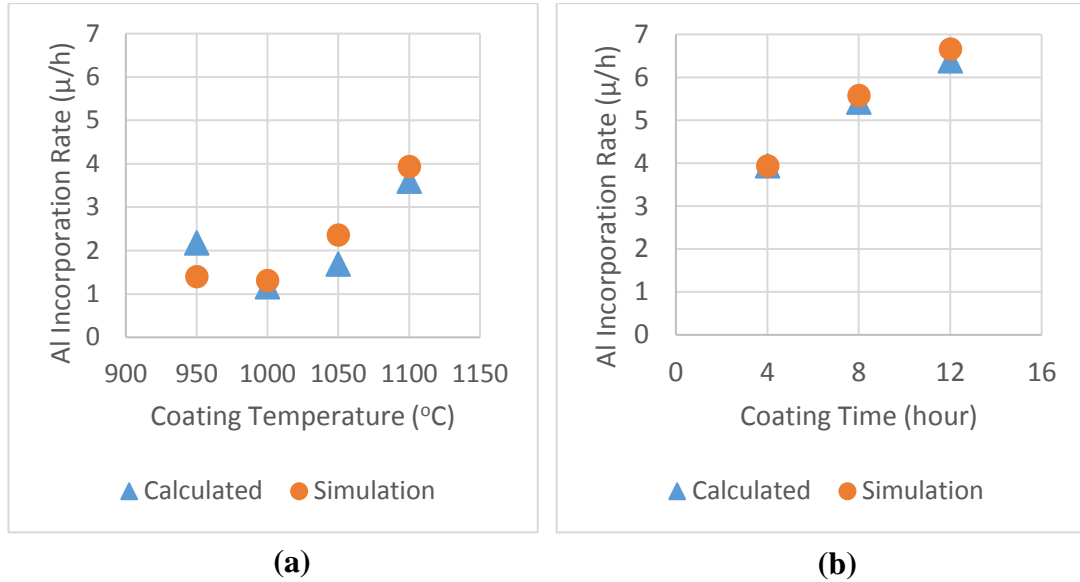 Al Incorporation Rate (μ/h)
7
6
5
4
3
2
1
0
900 950 1000 1050 1100 1150
Coating Temperature (oC)
Calculated Simulation
(a)
Al Incorporation Rate (μ/h)
7
6
5
4
3
2
1
0
0 4 8 12 16
Coating Time (hour)
Calculated Simulation
(b)